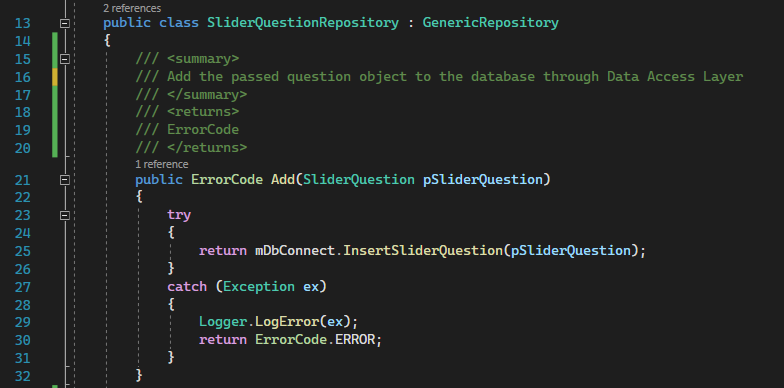 2 references
13 public class SliderQuestionRepository : GenericRepository
14 {
15 /// <summary>
16 /// Add the passed question object to the database through Data Access Layer
17 /// </summary>
18 /// <returns>
19 /// ErrorCode
20 /// </returns>
1 reference
21 public ErrorCode Add(SliderQuestion pSliderQuestion)
22 {
23 try
24 {
25 return mDbConnect.InsertSliderQuestion(pSliderQuestion);
26 }
27 catch (Exception ex)
28 {
29 Logger.LogError(ex);
30 return ErrorCode.ERROR;
31 }
32 }